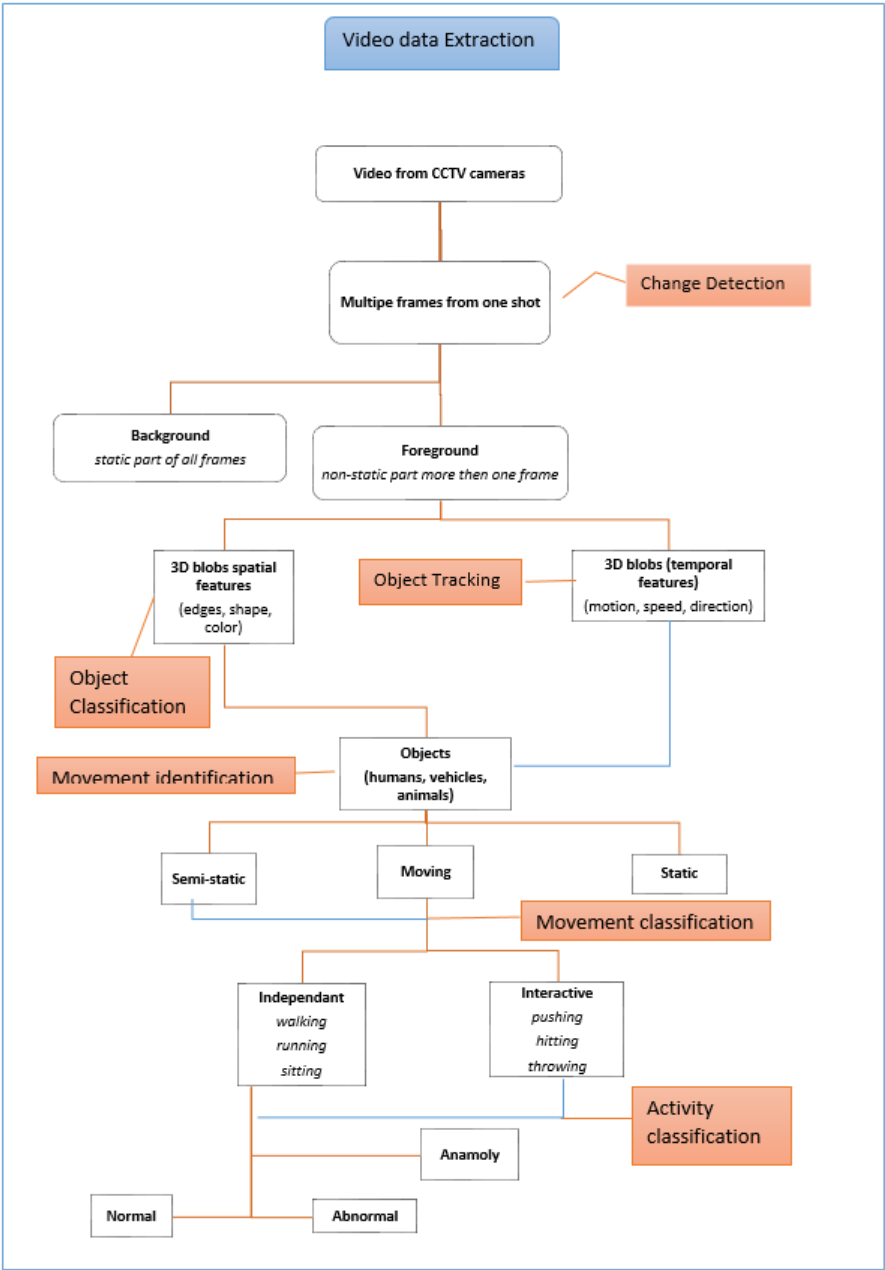 Video data Extraction
Video from CCTV cameras
Multipe frames from one shot
Change Detection
Background
static part of all frames
Foreground
non-static part more then one frame
3D blobs spatial
features
(edges, shape,
color)
Object Tracking
3D blobs (temporal
features)
(motion, speed, direction)
Object
Classification
Movement identification
Objects
(humans, vehicles,
animals)
Semi-static
Moving
Static
Movement classification
Independant
walking
running
sitting
Interactive
pushing
hitting
throwing
Activity
classification
Anamoly
Normal
Abnormal